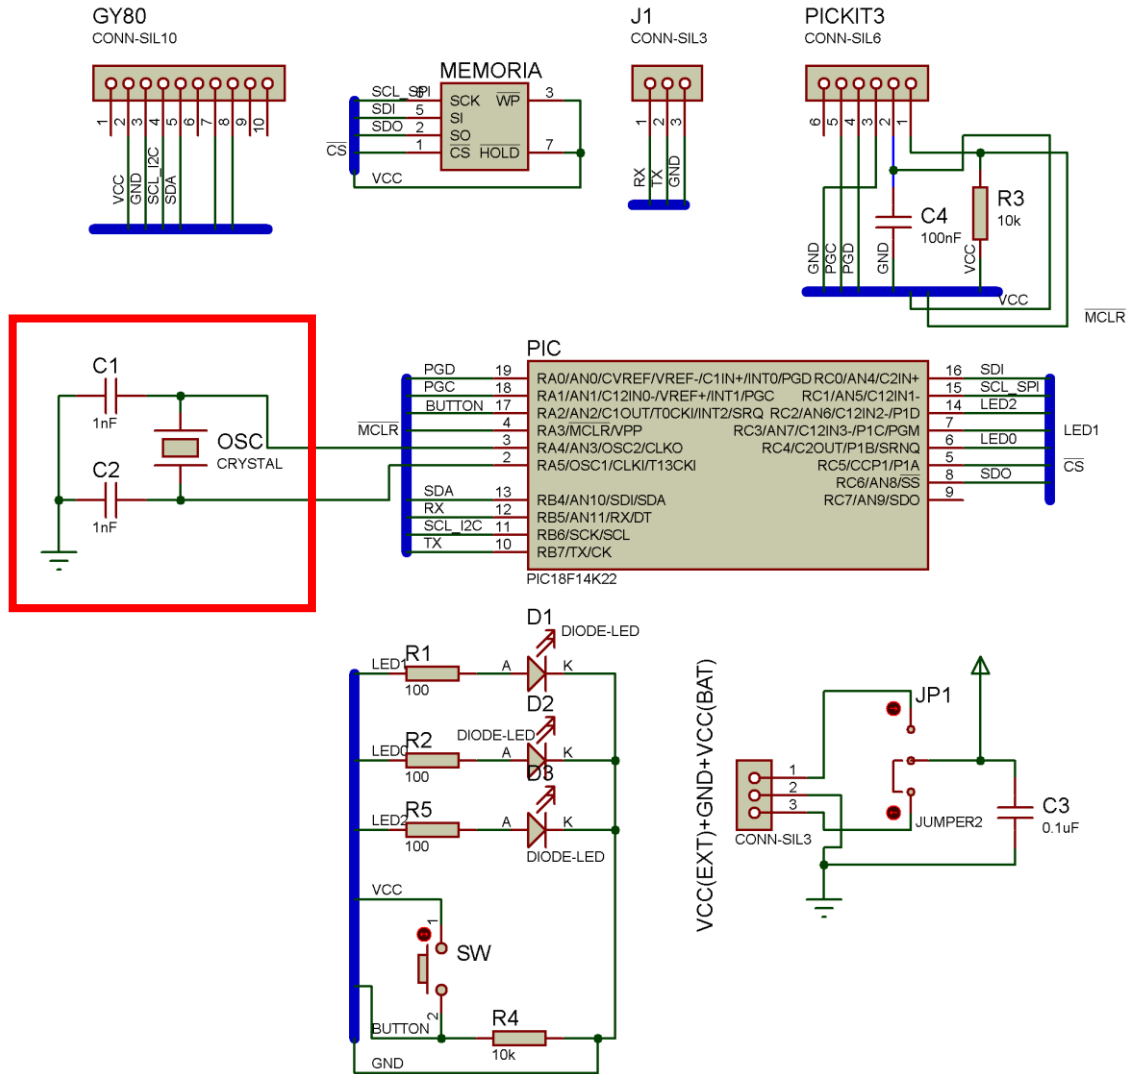 GY80
CONN-SIL10
1
2
3
4
5
6
7
8
9
10
VCC
GND
SCL_I2C
SDA
MEMORIA
SCL_SPI
SDI
SDO
CS
VCC
6
5
2
1
SCK
SI
SO
CS
WP
HOLD
3
7
J1
CONN-SIL3
1
2
3
RX
TX
GND
PICKIT3
CONN-SIL6
6
5
4
3
2
1
GND
PGC
PGD
GND
VCC
C4
100nF
R3
10k
VCC
MCLR
C1
1nF
C2
1nF
OSC
CRYSTAL
PIC
PGD 19 RA0/AN0/CVREF/VREF-/C1IN+/INT0/PGD
PGC 18 RA1/AN1/C12IN0-/VREF+/INT1/PGC
BUTTON 17 RA2/AN2/C1OUT/T0CKI/INT2/SRQ
MCLR 4 RA3/MCLR/VPP
3 RA4/AN3/OSC2/CLKO
2 RA5/OSC1/CLKI/T13CKI
SDA 13 RB4/AN10/SDI/SDA
RX 12 RB5/AN11/RX/DT
SCL_I2C 11 RB6/SCK/SCL
TX 10 RB7/TX/CK
RC0/AN4/C2IN+ 16 SDI
RC1/AN5/C12IN1- 15 SCL_SPI
RC2/AN6/C12IN2-/P1D 14 LED2
RC3/AN7/C12IN3-/P1C/PGM 7 LED1
RC4/C2OUT/P1B/SRNQ 6 LED0
RC5/CCP1/P1A 5 CS
RC6/AN8/SS 8 SDO
RC7/AN9/SDO 9
PIC18F14K22
D1
DIODE-LED
LED1
R1
100
A
K
D2
DIODE-LED
LED0
R2
100
A
K
D3
LED2
R5
100
A
K
DIODE-LED
VCC
1
SW
2
BUTTON
R4
10k
GND
VCC(EXT)+GND+VCC(BAT)
1
2
3
CONN-SIL3
JP1
JUMPER2
C3
0.1uF